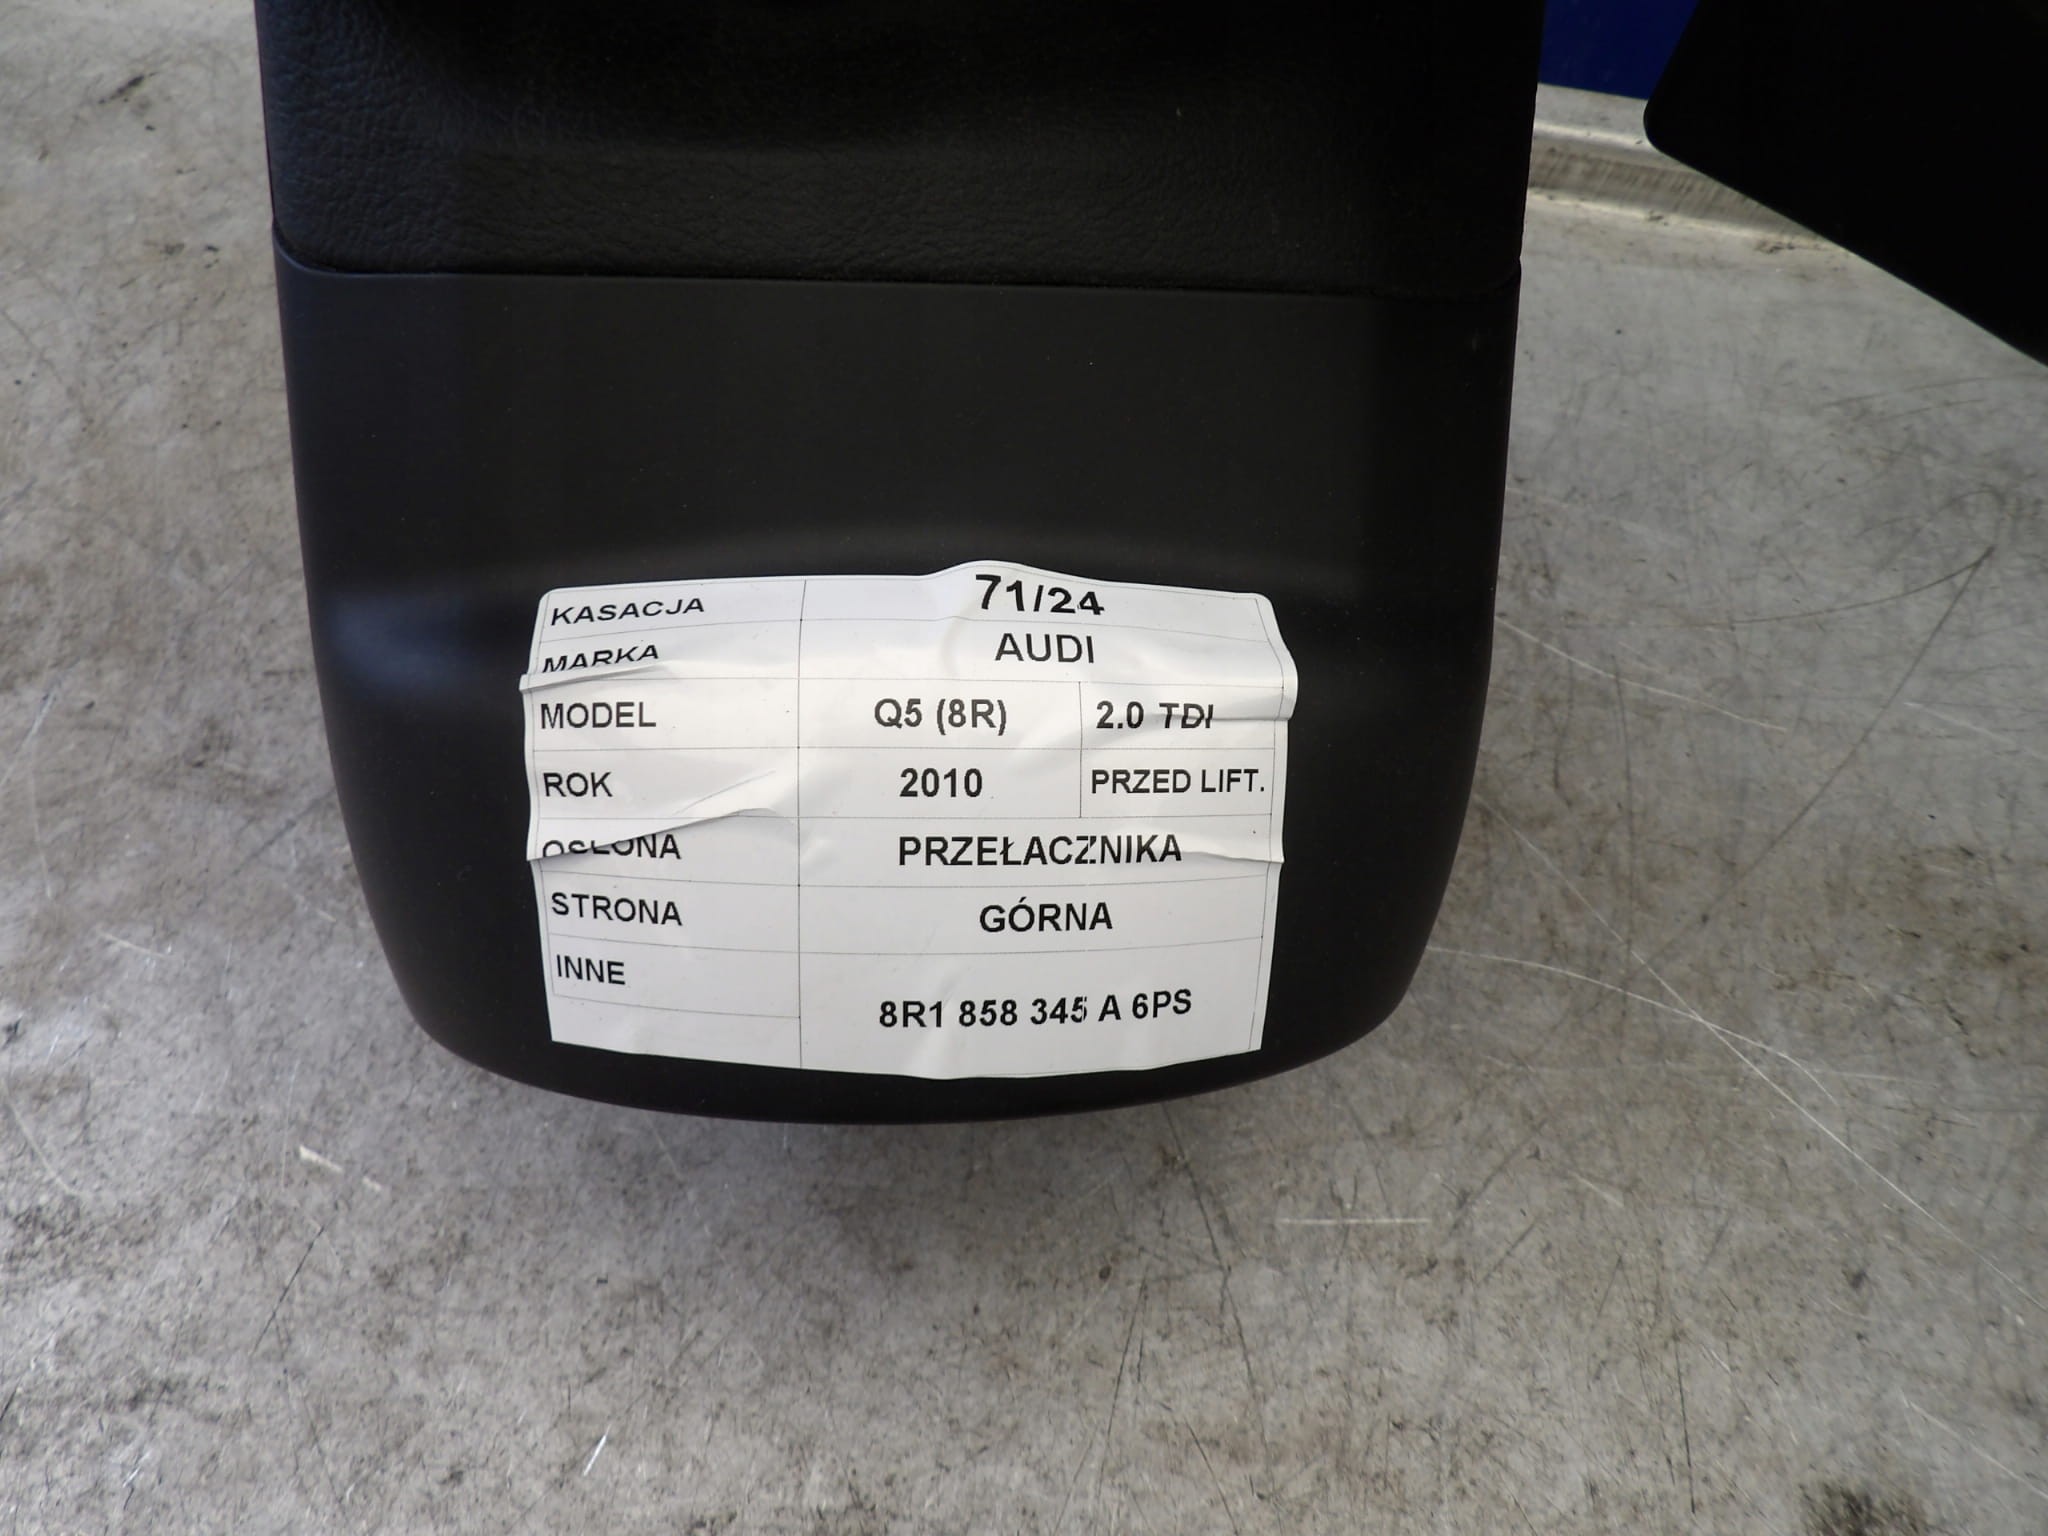 KASACJA 71/24
MARKA AUDI
MODEL Q5 (8R) 2.0 TDI
ROK 2010 PRZED LIFT.
OSŁONA PRZEŁACZNIKA
STRONA GÓRNA
INNE
8R1 858 345 A 6PS